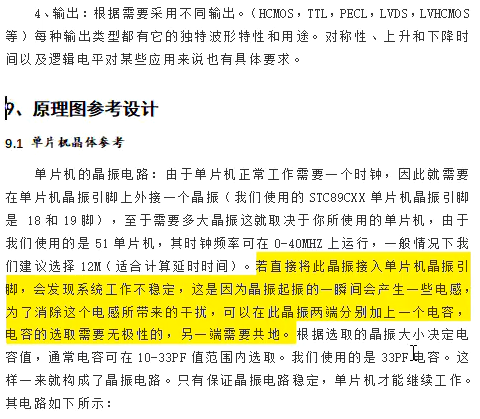 4、输出：根据需要采用不同输出。（HCMOS，TTL，PECL，LVDS，LVHCMOS
等）每种输出类型都有它的独特波形特性和用途。对称性、上升和下降时
间以及逻辑电平对某些应用来说也有具体要求。
9、原理图参考设计
9.1 单片机晶体参考
单片机的晶振电路：由于单片机正常工作需要一个时钟，因此就需要
在单片机晶振引脚上外接一个晶振（我们使用的 STC89CXX 单片机晶振引脚
是 18 和 19 脚），至于需要多大晶振这就取决于你所使用的单片机，由于
我们使用的是 51 单片机，其时钟频率可在 0-40MHZ 上运行，一般情况下我
们建议选择 12M（适合计算延时时间）。若直接将此晶振接入单片机晶振引
脚，会发现系统工作不稳定，这是因为晶振起振的一瞬间会产生一些电感，
为了消除这个电感所带来的干扰，可以在此晶振两端分别加上一个电容，
电容的选取需要无极性的，另一端需要共地。根据选取的晶振大小决定电
容值，通常电容可在 10-33PF 值范围内选取。我们使用的是 33PF 电容。这
样一来就构成了晶振电路。只有保证晶振电路稳定，单片机才能继续工作。
其电路如下所示：